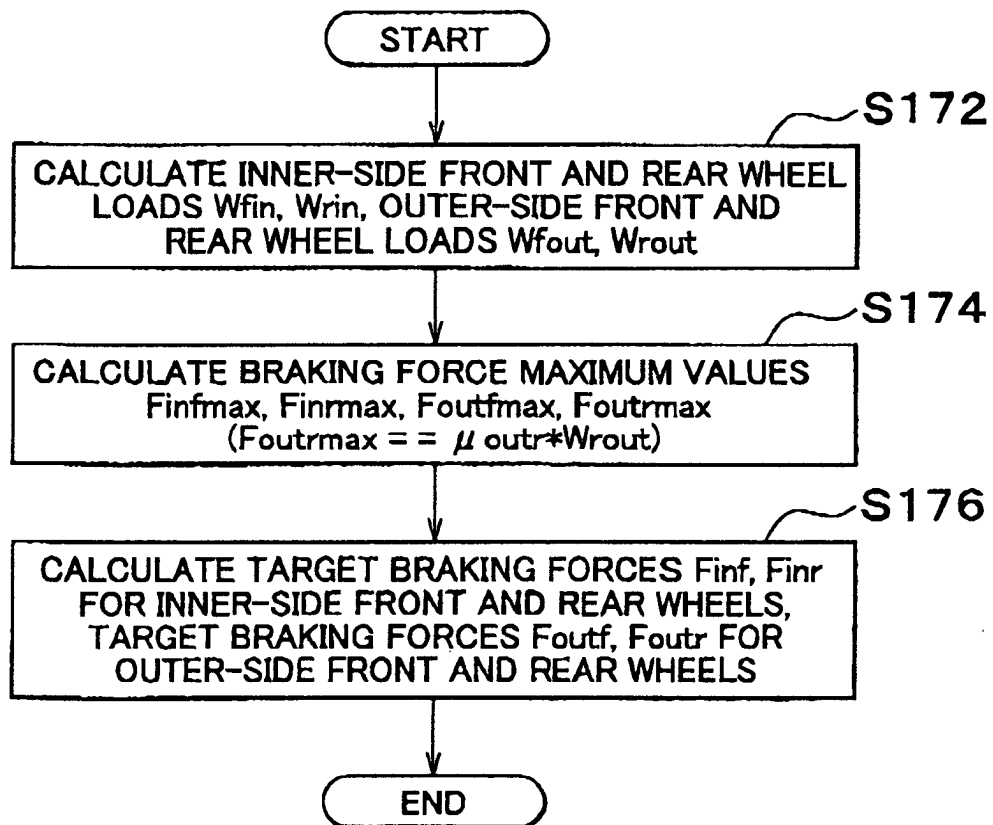 START
S172
CALCULATE INNER-SIDE FRONT AND REAR WHEEL
LOADS Wfin, Wrin, OUTER-SIDE FRONT AND
REAR WHEEL LOADS Wfout, Wrout
S174
CALCULATE BRAKING FORCE MAXIMUM VALUES
Finfmax, Finrmax, Foutfmax, Foutrmax
(Foutrmax = = μ outr*Wrout)
S176
CALCULATE TARGET BRAKING FORCES Finf, Finr
FOR INNER-SIDE FRONT AND REAR WHEELS,
TARGET BRAKING FORCES Foutf, Foutr FOR
OUTER-SIDE FRONT AND REAR WHEELS
END